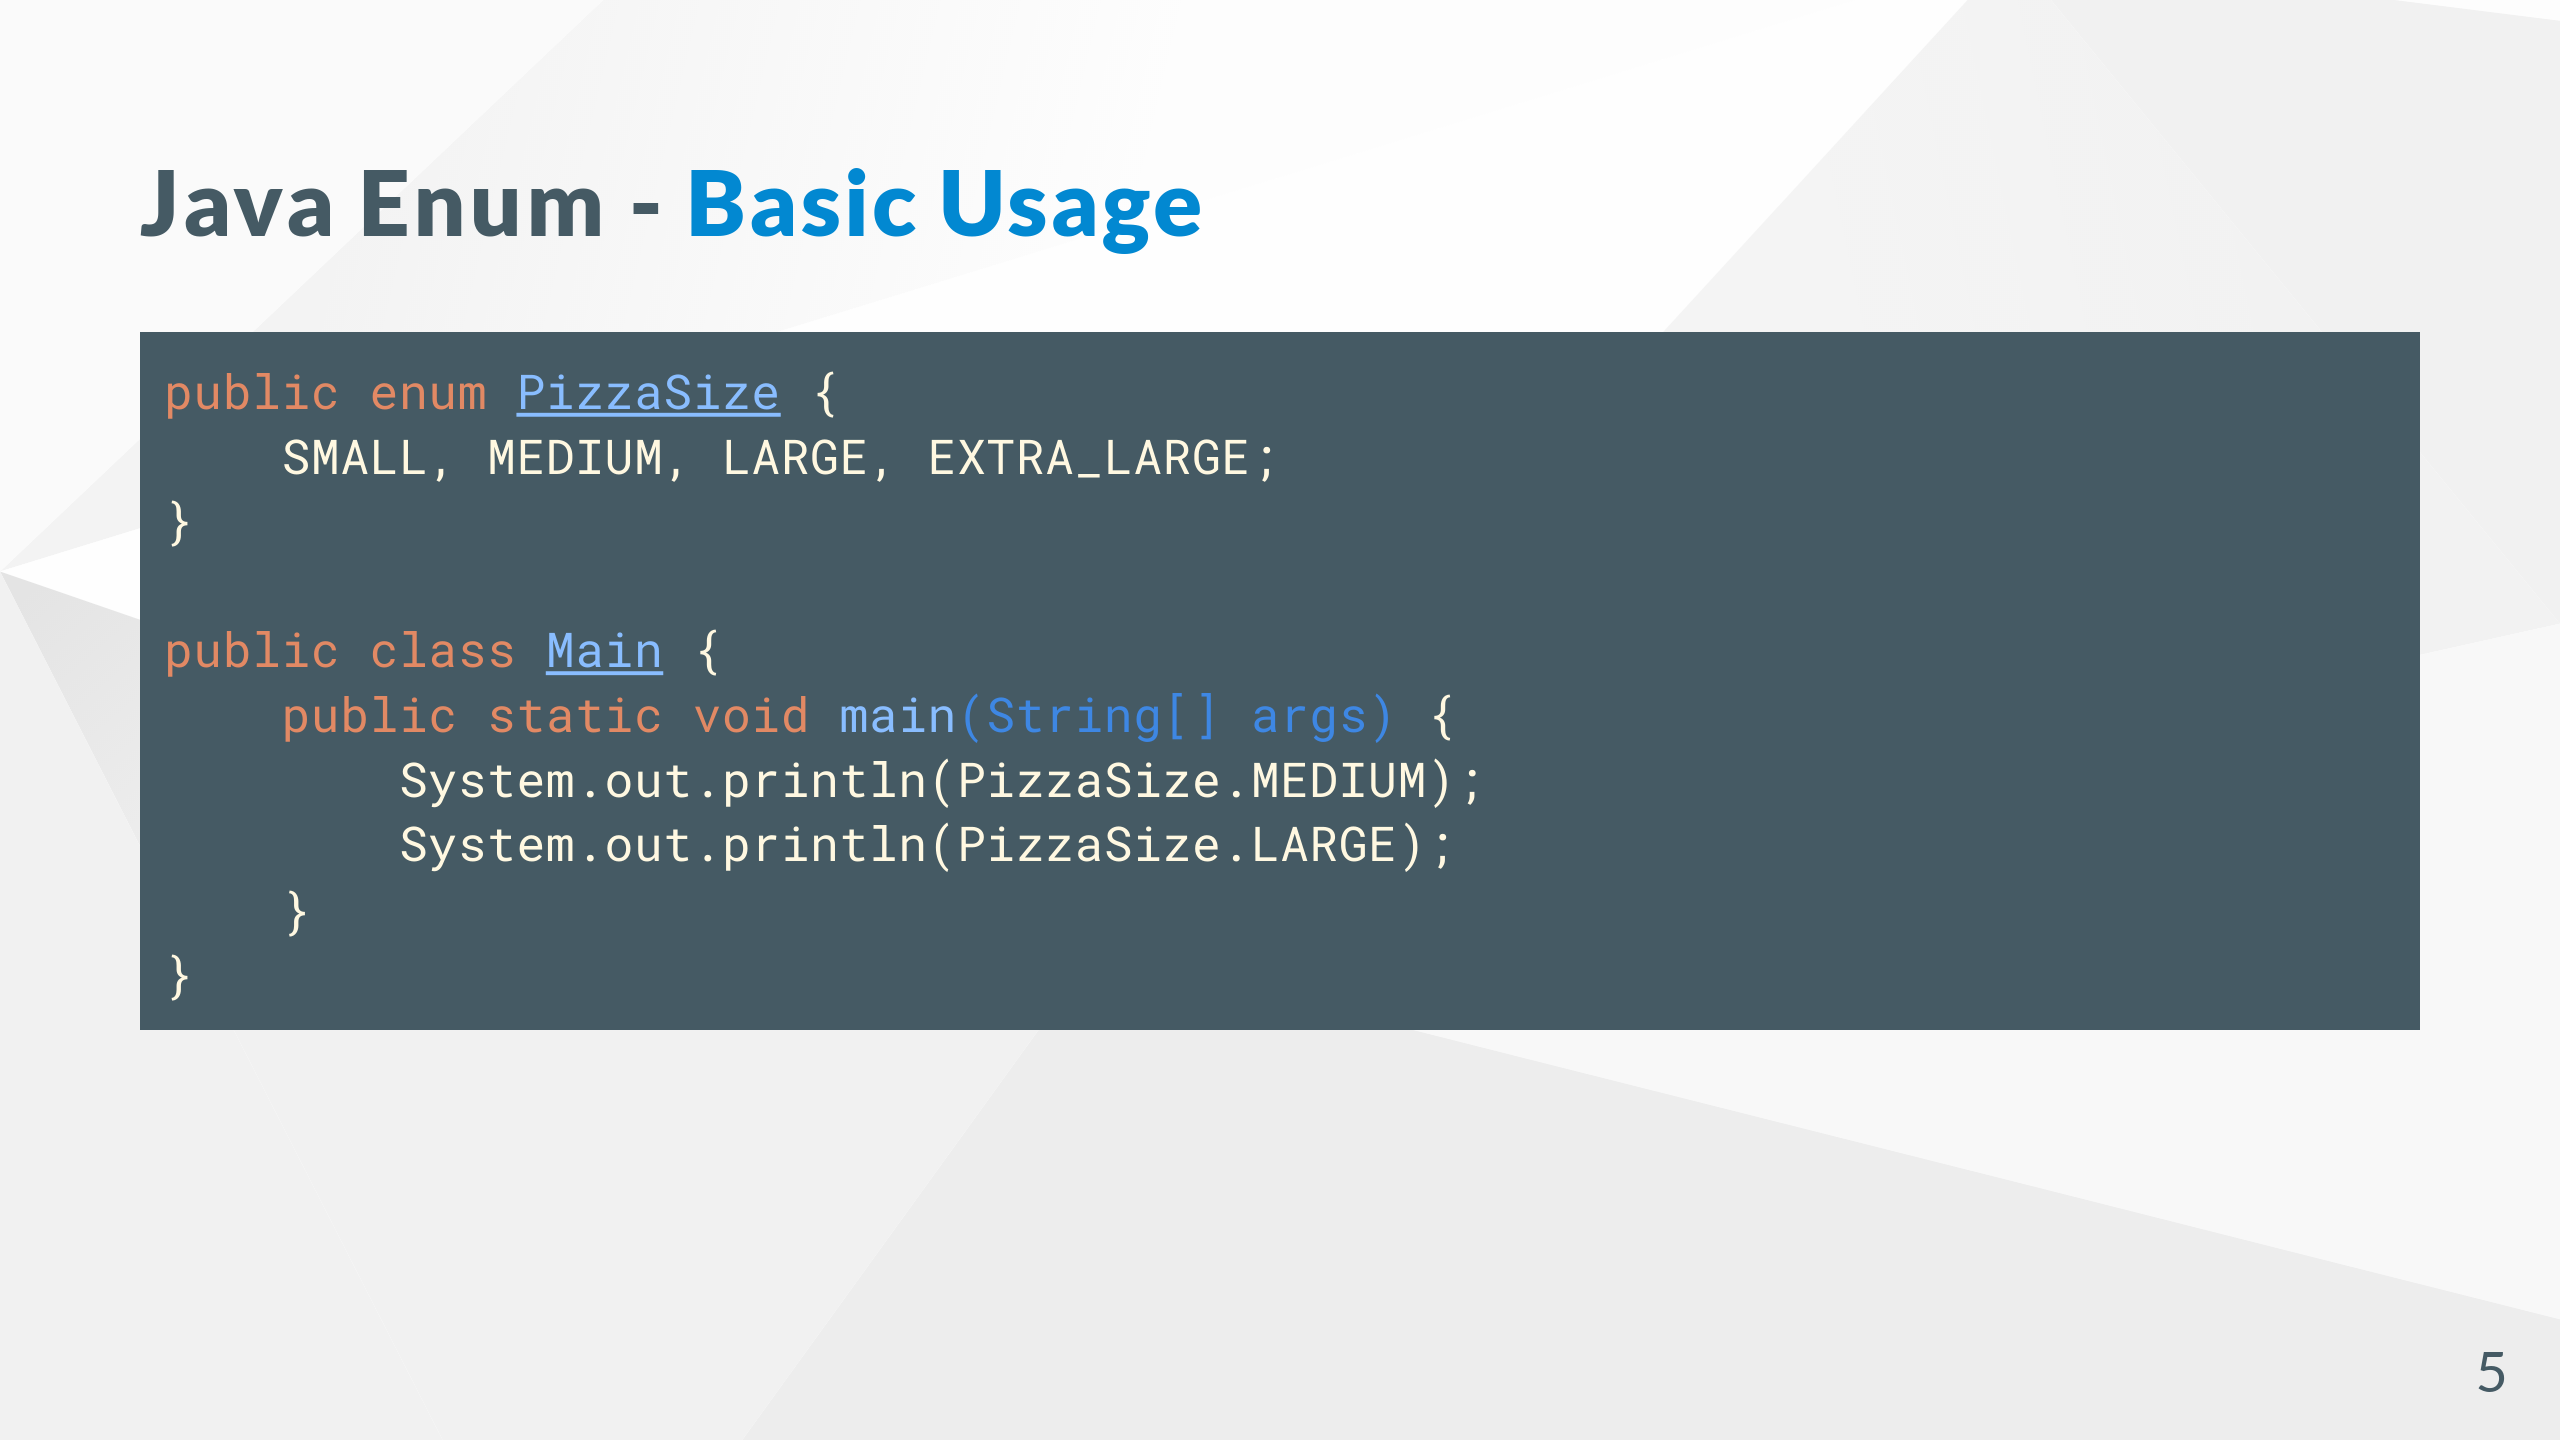 Java Enum - Basic Usage
public enum PizzaSize {
    SMALL, MEDIUM, LARGE, EXTRA_LARGE;
}
public class Main {
    public static void main(String[] args) {
        System.out.println(PizzaSize.MEDIUM);
        System.out.println(PizzaSize.LARGE);
    }
}
5